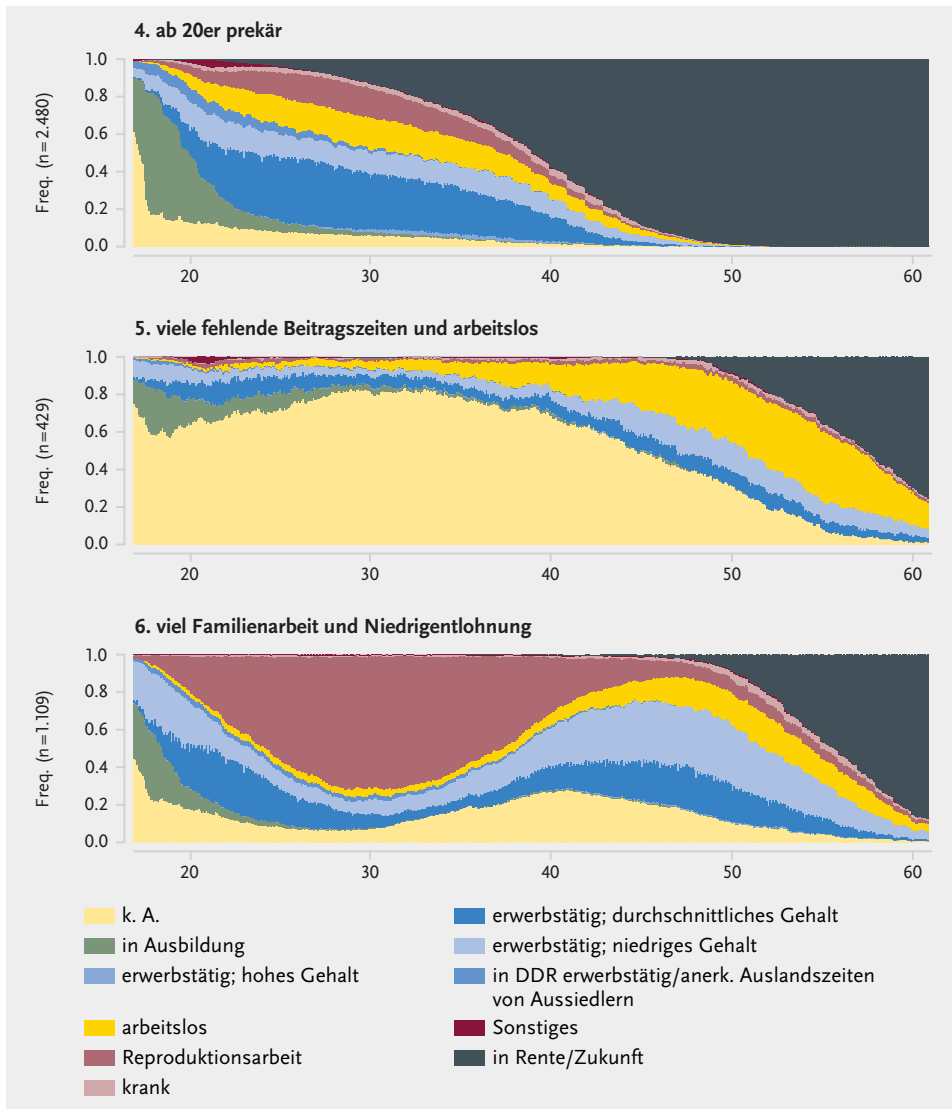 4. ab 20er prekär
Freq. (n=2.480)
1.0
0.8
0.6
0.4
0.2
0.0
20 30 40 50 60
5. viele fehlende Beitragszeiten und arbeitslos
Freq. (n=429)
1.0
0.8
0.6
0.4
0.2
0.0
20 30 40 50 60
6. viel Familienarbeit und Niedrigentlohnung
Freq. (n=1.109)
1.0
0.8
0.6
0.4
0.2
0.0
20 30 40 50 60
k. A.
in Ausbildung
erwerbstätig; hohes Gehalt
arbeitslos
Reproduktionsarbeit
krank
erwerbstätig; durchschnittliches Gehalt
erwerbstätig; niedriges Gehalt
in DDR erwerbstätig/anerk. Auslandszeiten
von Aussiedlern
Sonstiges
in Rente/Zukunft